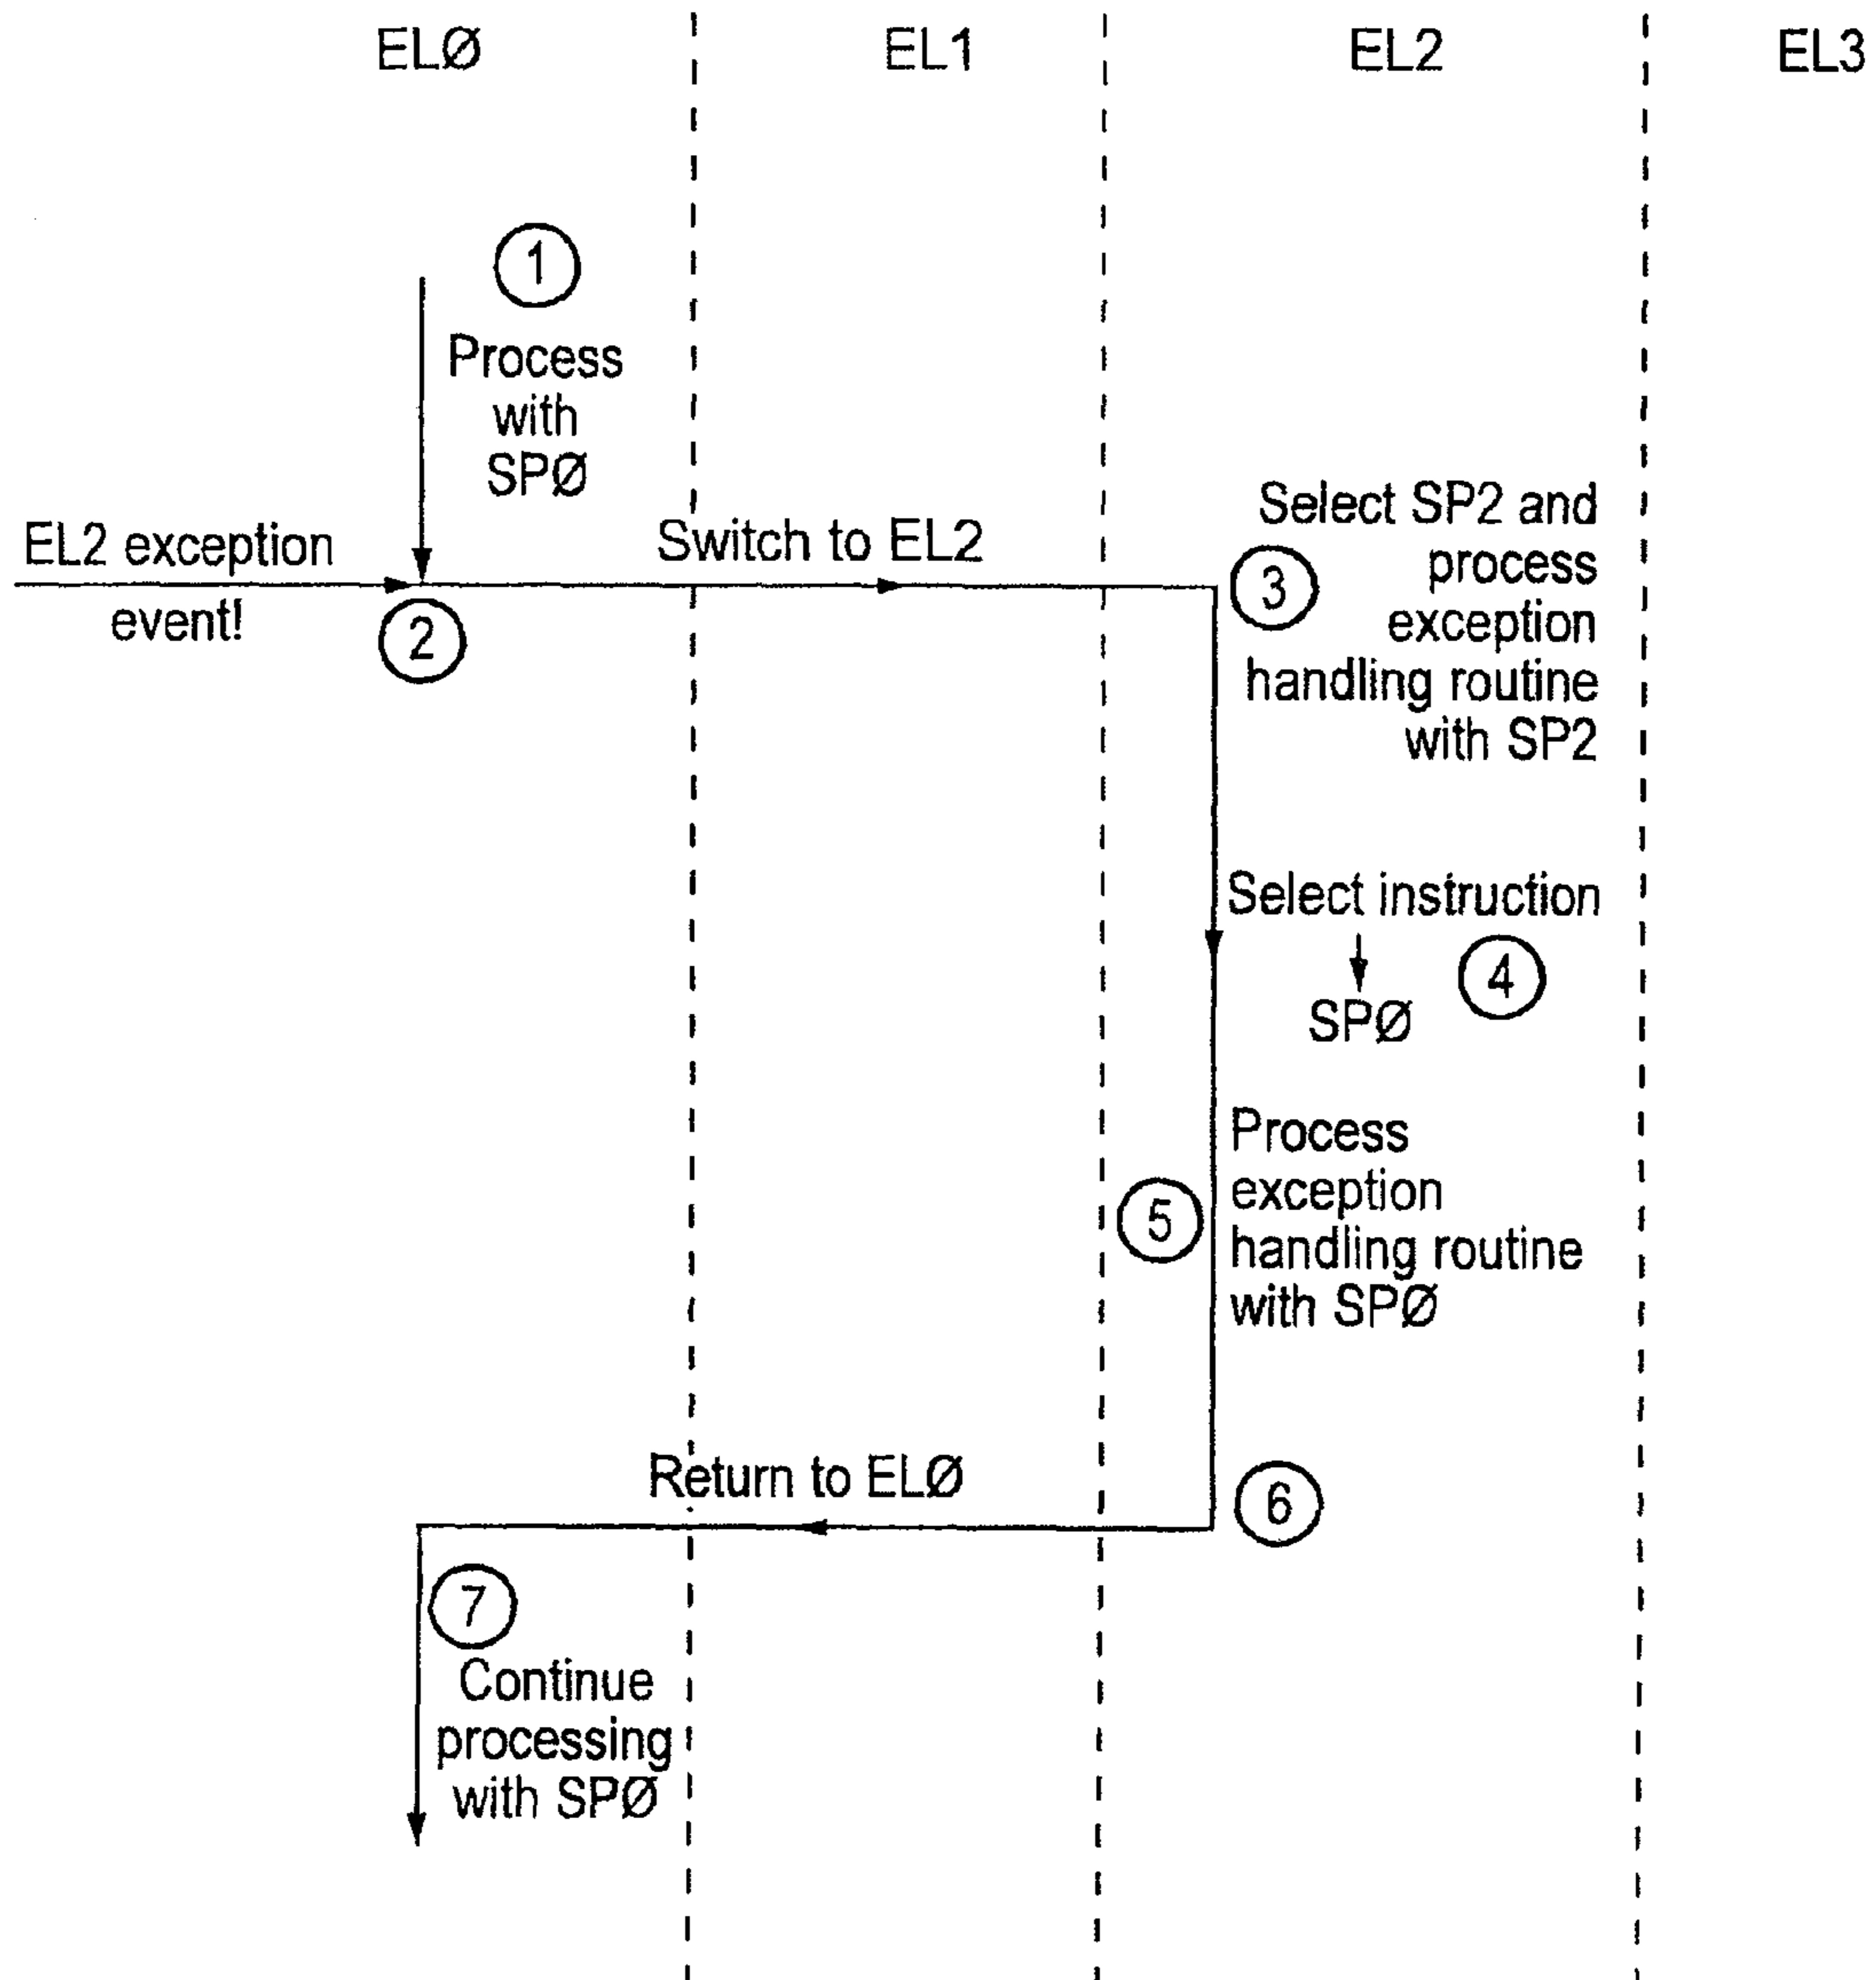 ELØ EL1 EL2 EL3
1
Process
with
SPØ
EL2 exception
event!
2
Switch to EL2
3
Select SP2 and
process
exception
handling routine
with SP2
Select instruction
4
SPØ
5
Process
exception
handling routine
with SPØ
Return to ELØ
6
7
Continue
processing
with SPØ